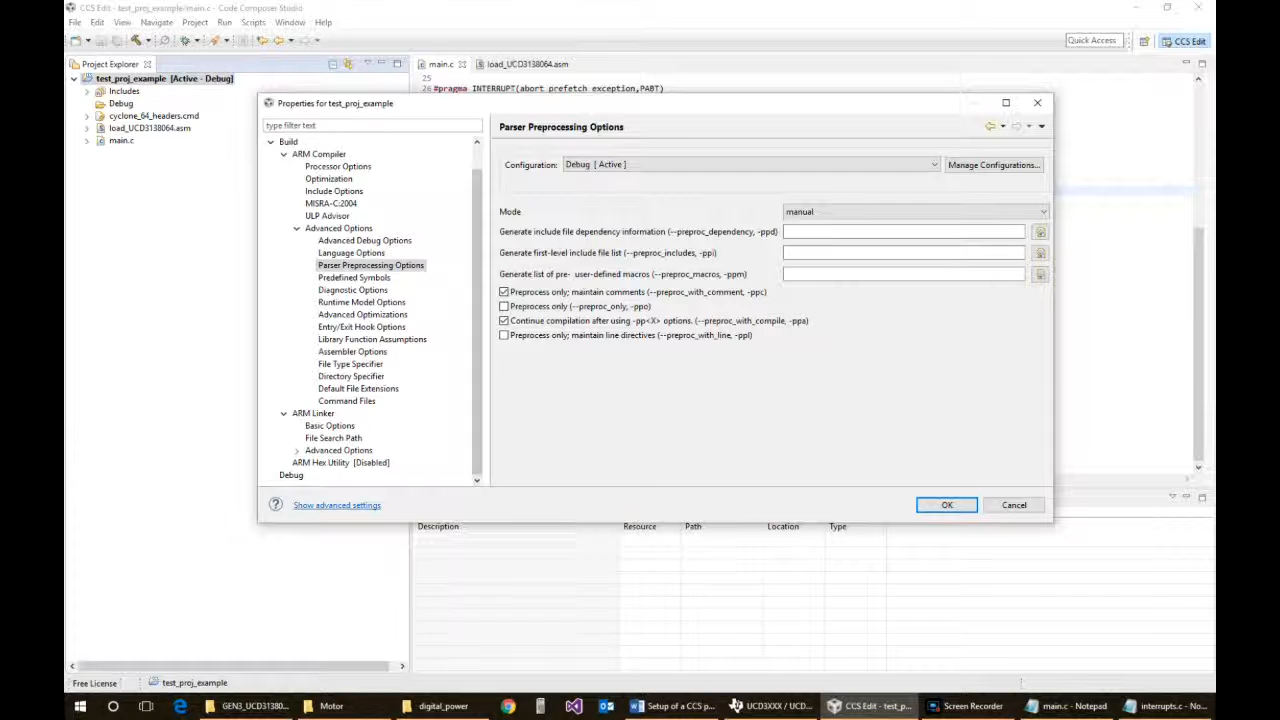 CCS Edit - test_proj_example/main.c - Code Composer Studio
File Edit View Navigate Project Run Scripts Window Help
Quick Access
CCS Edit
Project Explorer
main.c
load_UCD3138064.asm
test_proj_example [Active - Debug]
Includes
Debug
cyclone_64_headers.cmd
load_UCD3138064.asm
main.c
25
26 #pragma INTERRUPT(abort_prefetch_exception,PABT)
Properties for test_proj_example
type filter text
Build
ARM Compiler
Processor Options
Optimization
Include Options
MISRA-C:2004
ULP Advisor
Advanced Options
Advanced Debug Options
Language Options
Parser Preprocessing Options
Predefined Symbols
Diagnostic Options
Runtime Model Options
Advanced Optimizations
Entry/Exit Hook Options
Library Function Assumptions
Assembler Options
File Type Specifier
Directory Specifier
Default File Extensions
Command Files
ARM Linker
Basic Options
File Search Path
Advanced Options
ARM Hex Utility [Disabled]
Debug
Parser Preprocessing Options
Configuration: Debug [ Active ] Manage Configurations...
Mode manual
Generate include file dependency information (--preproc_dependency, -ppd)
Generate first-level include file list (--preproc_includes, -ppi)
Generate list of pre- user-defined macros (--preproc_macros, -ppm)
Preprocess only; maintain comments (--preproc_with_comment, -ppc)
Preprocess only (--preproc_only, -ppo)
Continue compilation after using -pp<X> options. (--preproc_with_compile, -ppa)
Preprocess only; maintain line directives (--preproc_with_line, -ppl)
Show advanced settings
OK Cancel
Description Resource Path Location Type
Free License test_proj_example
GEN3_UCD31380... Motor digital_power Setup of a CCS p... UCD3XXX / UCD... CCS Edit - test_p... Screen Recorder main.c - Notepad interrupts.c - No...